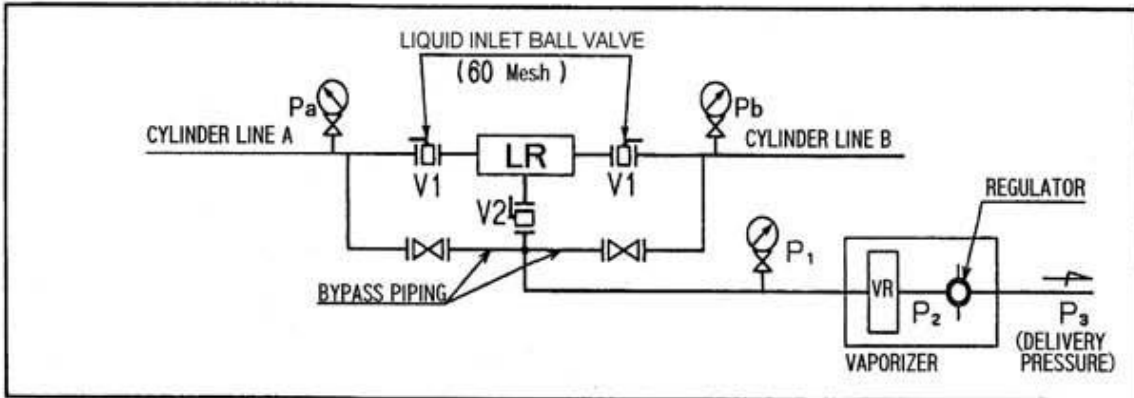 LIQUID INLET BALL VALVE
(60 Mesh)
Pa
Pb
CYLINDER LINE A
LR
CYLINDER LINE B
V1
V1
REGULATOR
V2
P₁
BYPASS PIPING
VR
P₂
P₃
(DELIVERY
PRESSURE)
VAPORIZER